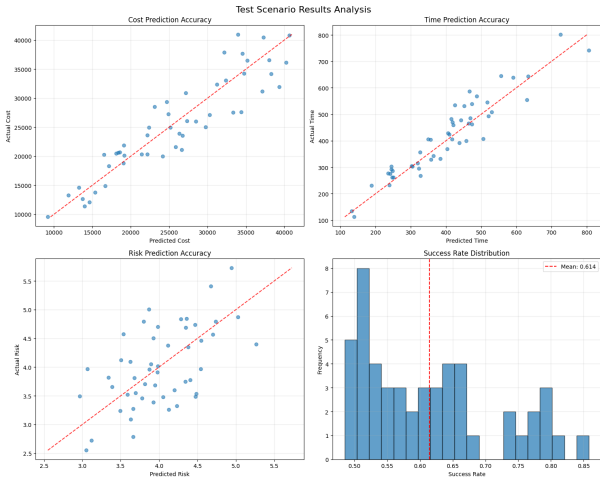 Test Scenario Results Analysis
Cost Prediction Accuracy
Actual Cost
40000
35000
30000
25000
20000
15000
10000
10000 15000 20000 25000 30000 35000 40000
Predicted Cost
Time Prediction Accuracy
Actual Time
800
700
600
500
400
300
200
100
100 200 300 400 500 600 700 800
Predicted Time
Risk Prediction Accuracy
Actual Risk
5.5
5.0
4.5
4.0
3.5
3.0
2.5
2.5 3.0 3.5 4.0 4.5 5.0 5.5
Predicted Risk
Success Rate Distribution
Mean: 0.614
Frequency
8
7
6
5
4
3
2
1
0
0.50 0.55 0.60 0.65 0.70 0.75 0.80 0.85
Success Rate